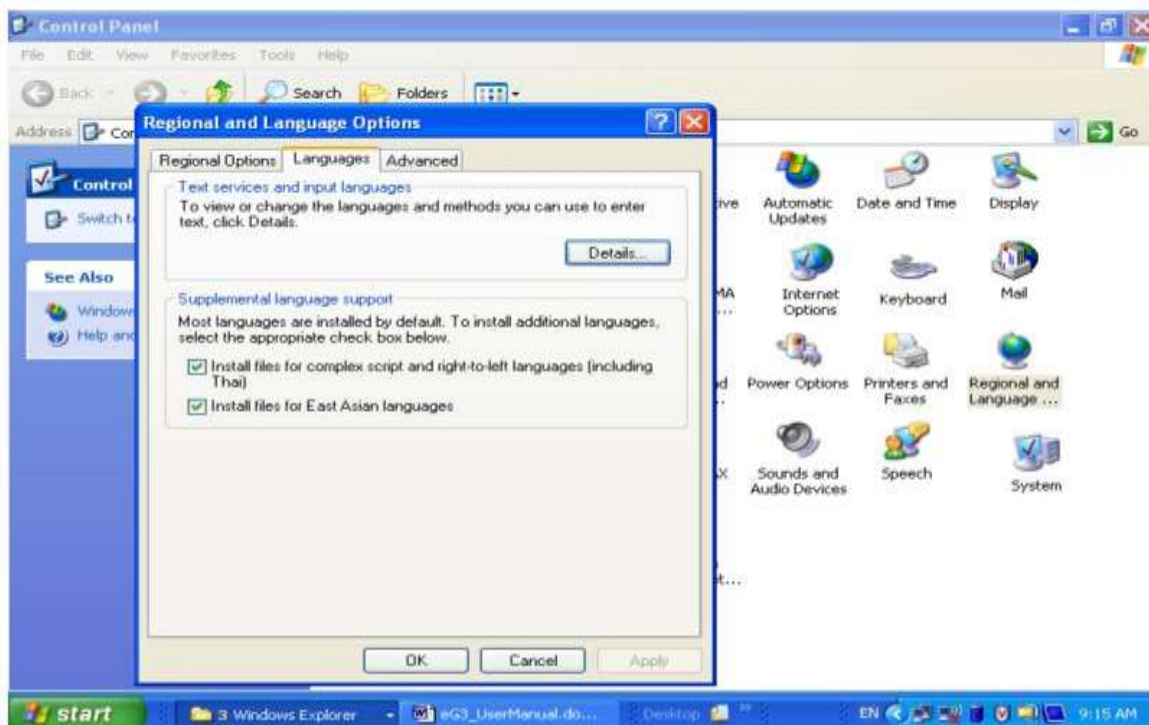 Control Panel
File Edit View Favorites Tools Help
Back Search Folders
Address Go
Control
Switch
See Also
Help
Regional and Language Options
Regional Options Languages Advanced
Text services and input languages
To view or change the languages and methods you can use to enter
text, click Details.
Details...
Supplemental language support
Most languages are installed by default. To install additional languages,
select the appropriate check box below.
Install files for complex script and right-to-left languages (including
Thai)
Install files for East Asian languages
OK Cancel Apply
Automatic
Updates
Date and Time
Display
Internet
Options
Keyboard
Mail
Power Options
Printers and
Faxes
Regional and
Language ...
Sounds and
Audio Devices
Speech
System
start
3 Windows Explorer
eG3_UserManual.do...
Desktop
EN
9:15 AM